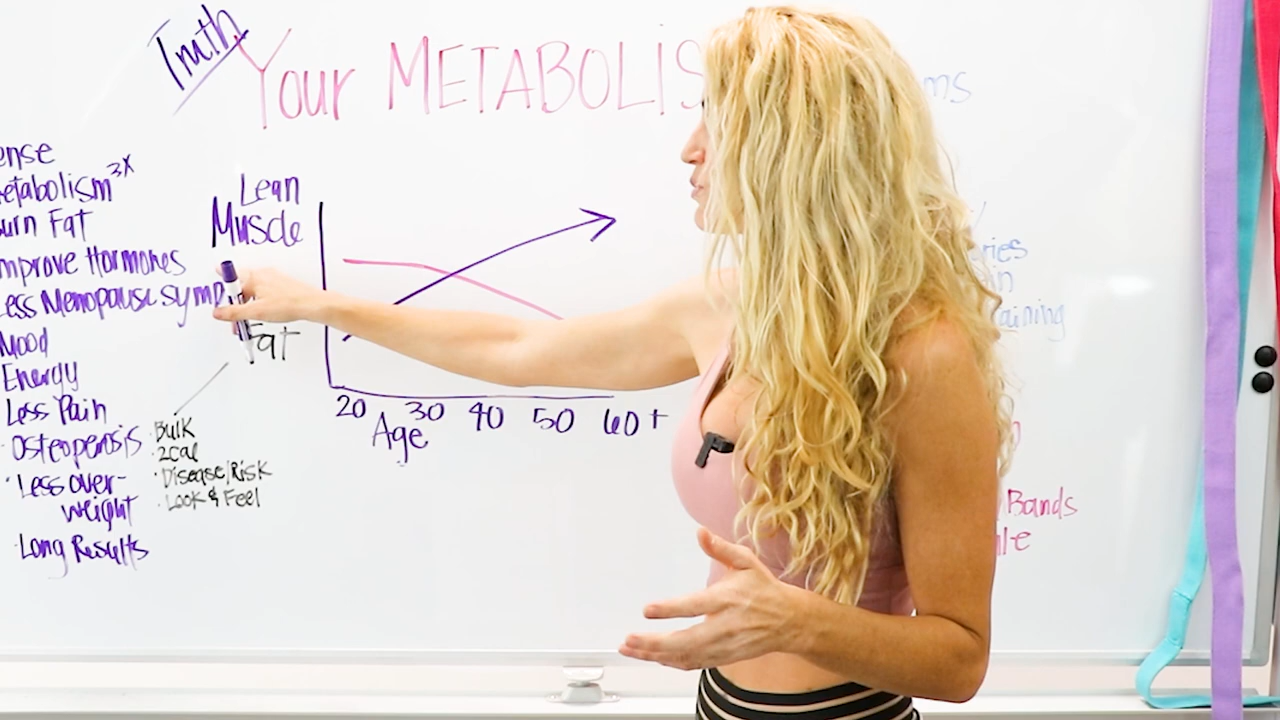 Truth
Your METABOLIS
ms
ense
etabolism 3x
urn Fat
mprove Hormones
Less Menopause symp
Mood
Energy
Less Pain
· Osteoperosis
· Less over-
weight
· Long Results
Lean
Muscle
Fat
Bulk
· 2cal
· Disease/Risk
· Look & Feel
20 30 40 50 60+
Age
ries
in
aining
Bands
le